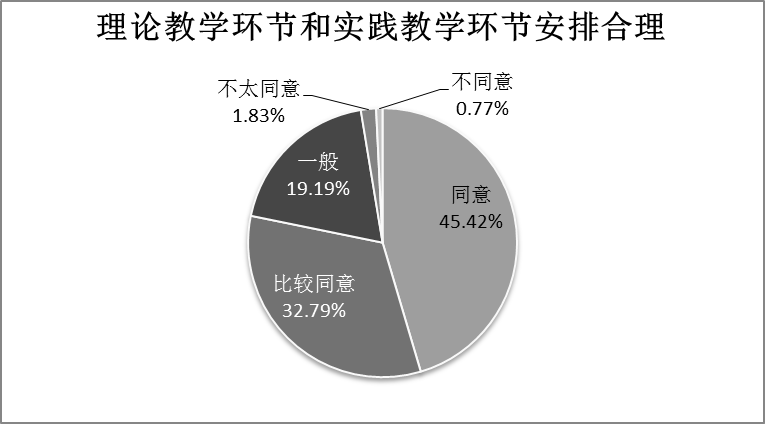 理论教学环节和实践教学环节安排合理
不太同意
1.83%
不同意
0.77%
一般
19.19%
同意
45.42%
比较同意
32.79%